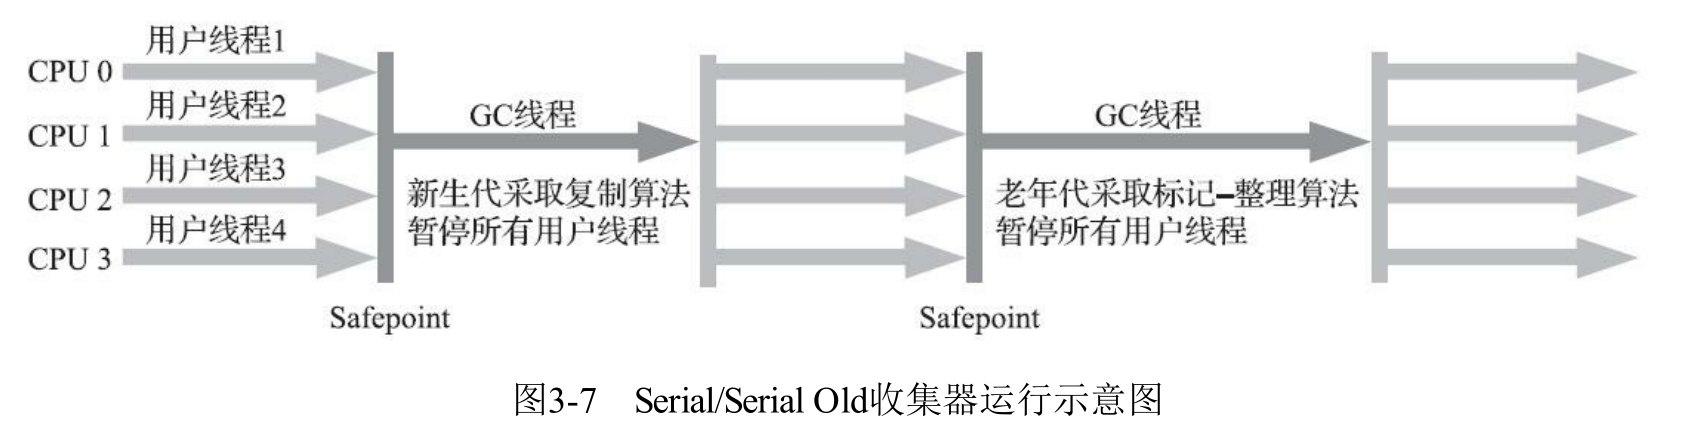 用户线程1
CPU 0
用户线程2
CPU 1
用户线程3
CPU 2
用户线程4
CPU 3
GC线程
新生代采取复制算法
暂停所有用户线程
Safepoint
GC线程
老年代采取标记–整理算法
暂停所有用户线程
Safepoint
图3-7 Serial/Serial Old收集器运行示意图